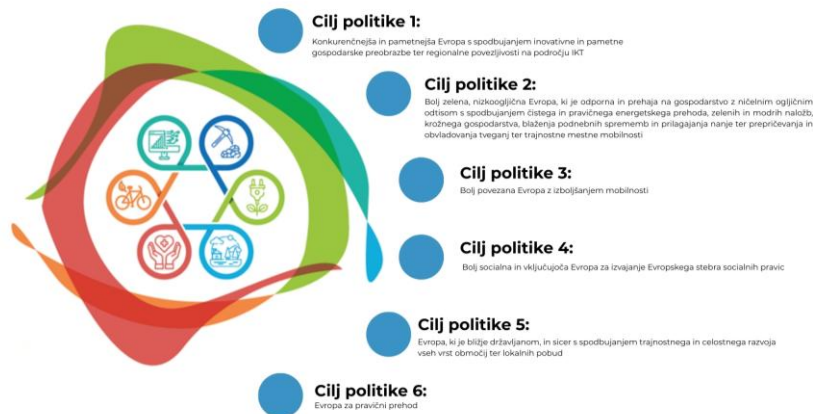 Cilj politike 1:
Konkurenčnejša in pametnejša Evropa s spodbujanjem inovativne in pametne
gospodarske preobrazbe ter regionalne povezljivosti na področju IKT
Cilj politike 2:
Bolj zelena, nizkoogljična Evropa, ki je odporna in prehaja na gospodarstvo z ničelnim ogljičnim
odtisom s spodbujanjem čistega in pravičnega energetskega prehoda, zelenih in modrih naložb,
krožnega gospodarstva, blaženja podnebnih sprememb in prilagajanja nanje ter prepričevanja in
obvladovanja tveganj ter trajnostne mestne mobilnosti
Cilj politike 3:
Bolj povezana Evropa z izboljšanjem mobilnosti
Cilj politike 4:
Bolj socialna in vključujoča Evropa za izvajanje Evropskega stebra socialnih pravic
Cilj politike 5:
Evropa, ki je bližje državljanom, in sicer s spodbujanjem trajnostnega in celostnega razvoja
vseh vrst območij ter lokalnih pobud
Cilj politike 6:
Evropa za pravični prehod